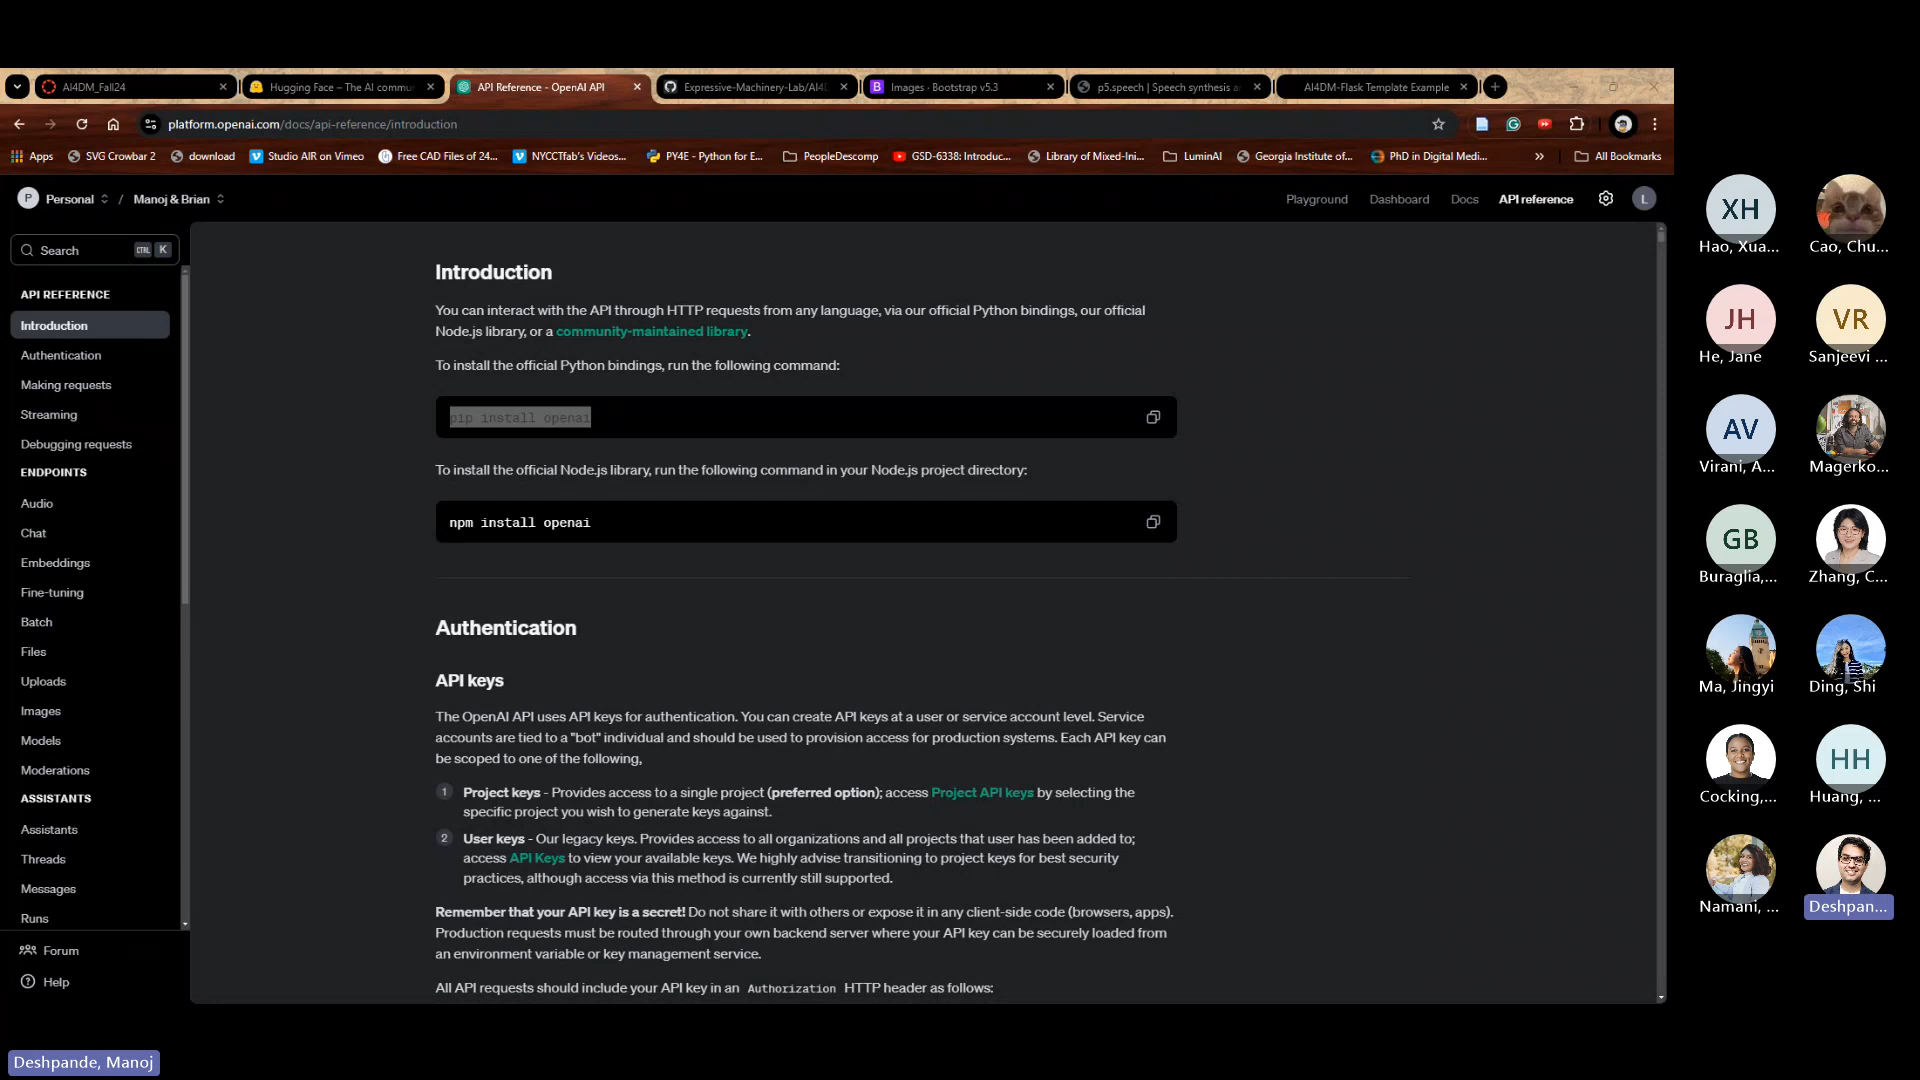 AI4DM_Fall24
Hugging Face – The AI commu
API Reference - OpenAI API
Expressive-Machinery-Lab/AI4
Images · Bootstrap v5.3
p5.speech | Speech synthesis a
AI4DM-Flask Template Example
platform.openai.com/docs/api-reference/introduction
Apps
SVG Crowbar 2
download
Studio AIR on Vimeo
Free CAD Files of 24...
NYCCTfab's Videos...
PY4E - Python for E...
PeopleDescomp
GSD-6338: Introduc...
Library of Mixed-Ini...
LuminAI
Georgia Institute of...
PhD in Digital Medi...
»
All Bookmarks
P Personal / Manoj & Brian
Playground
Dashboard
Docs
API reference
L
Search CTRL K
API REFERENCE
Introduction
Authentication
Making requests
Streaming
Debugging requests
ENDPOINTS
Audio
Chat
Embeddings
Fine-tuning
Batch
Files
Uploads
Images
Models
Moderations
ASSISTANTS
Assistants
Threads
Messages
Runs
Forum
Help
Introduction
You can interact with the API through HTTP requests from any language, via our official Python bindings, our official
Node.js library, or a community-maintained library.
To install the official Python bindings, run the following command:
pip install openai
To install the official Node.js library, run the following command in your Node.js project directory:
npm install openai
Authentication
API keys
The OpenAI API uses API keys for authentication. You can create API keys at a user or service account level. Service
accounts are tied to a "bot" individual and should be used to provision access for production systems. Each API key can
be scoped to one of the following,
1 Project keys - Provides access to a single project (preferred option); access Project API keys by selecting the
specific project you wish to generate keys against.
2 User keys - Our legacy keys. Provides access to all organizations and all projects that user has been added to;
access API Keys to view your available keys. We highly advise transitioning to project keys for best security
practices, although access via this method is currently still supported.
Remember that your API key is a secret! Do not share it with others or expose it in any client-side code (browsers, apps).
Production requests must be routed through your own backend server where your API key can be securely loaded from
an environment variable or key management service.
All API requests should include your API key in an Authorization HTTP header as follows:
XH
Hao, Xua...
Cao, Chu...
JH
He, Jane
VR
Sanjeevi ...
AV
Virani, A...
Magerko...
GB
Buraglia,...
Zhang, C...
Ma, Jingyi
Ding, Shi
Cocking,...
HH
Huang, ...
Namani, ...
Deshpan...
Deshpande, Manoj